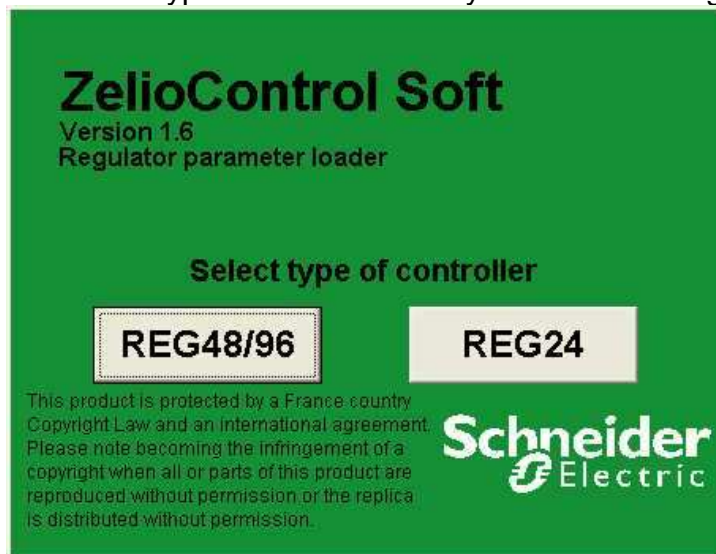 ZelioControl Soft
Version 1.6
Regulator parameter loader
Select type of controller
REG48/96
REG24
This product is protected by a France country
Copyright Law and an international agreement.
Please note becoming the infringement of a
copyright when all or parts of this product are
reproduced without permission or the replica
is distributed without permission.
Schneider
Electric